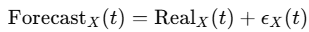 Forecast_X(t) = Real_X(t) + ϵ_X(t)